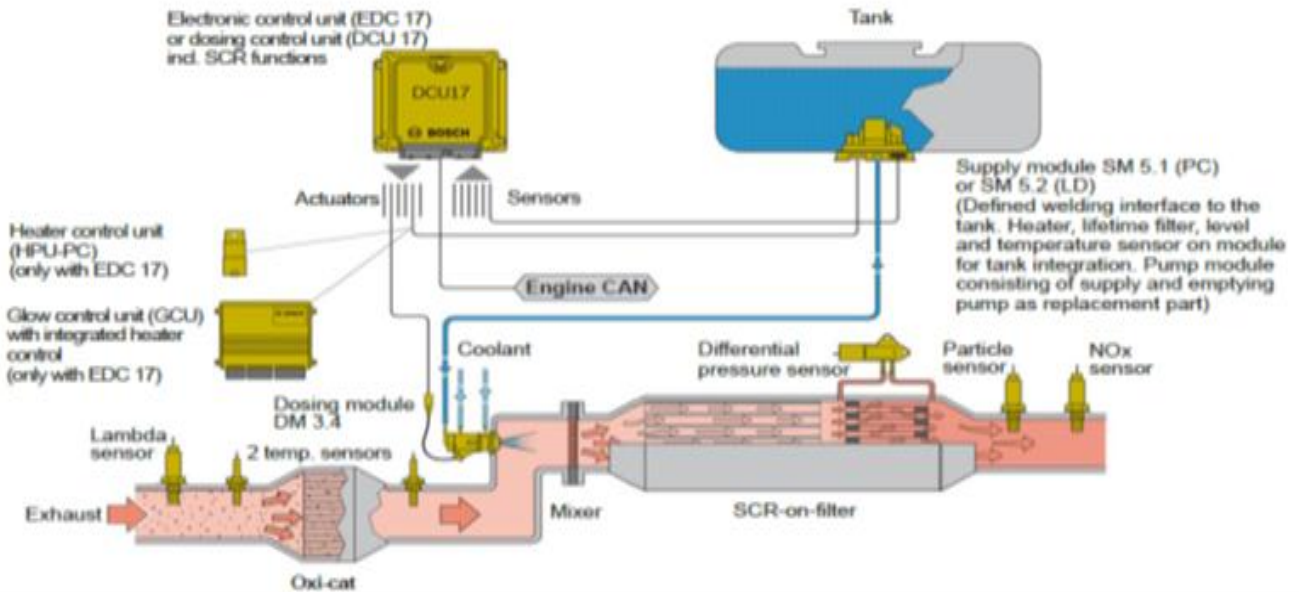 Electronic control unit (EDC 17)
or dosing control unit (DCU 17)
incl. SCR functions
Tank
DCU17
BOSCH
Actuators
Sensors
Supply module SM 5.1 (PC)
or SM 5.2 (LD)
(Defined welding interface to the
tank. Heater, lifetime filter, level
and temperature sensor on module
for tank integration. Pump module
consisting of supply and emptying
pump as replacement part)
Heater control unit
(HPU-PC)
(only with EDC 17)
Engine CAN
Glow control unit (GCU)
with integrated heater
control
(only with EDC 17)
Coolant
Differential
pressure sensor
Particle
sensor
NOx
sensor
Dosing module
DM 3.4
Lambda
sensor
2 temp. sensors
Exhaust
Mixer
SCR-on-filter
Oxi-cat